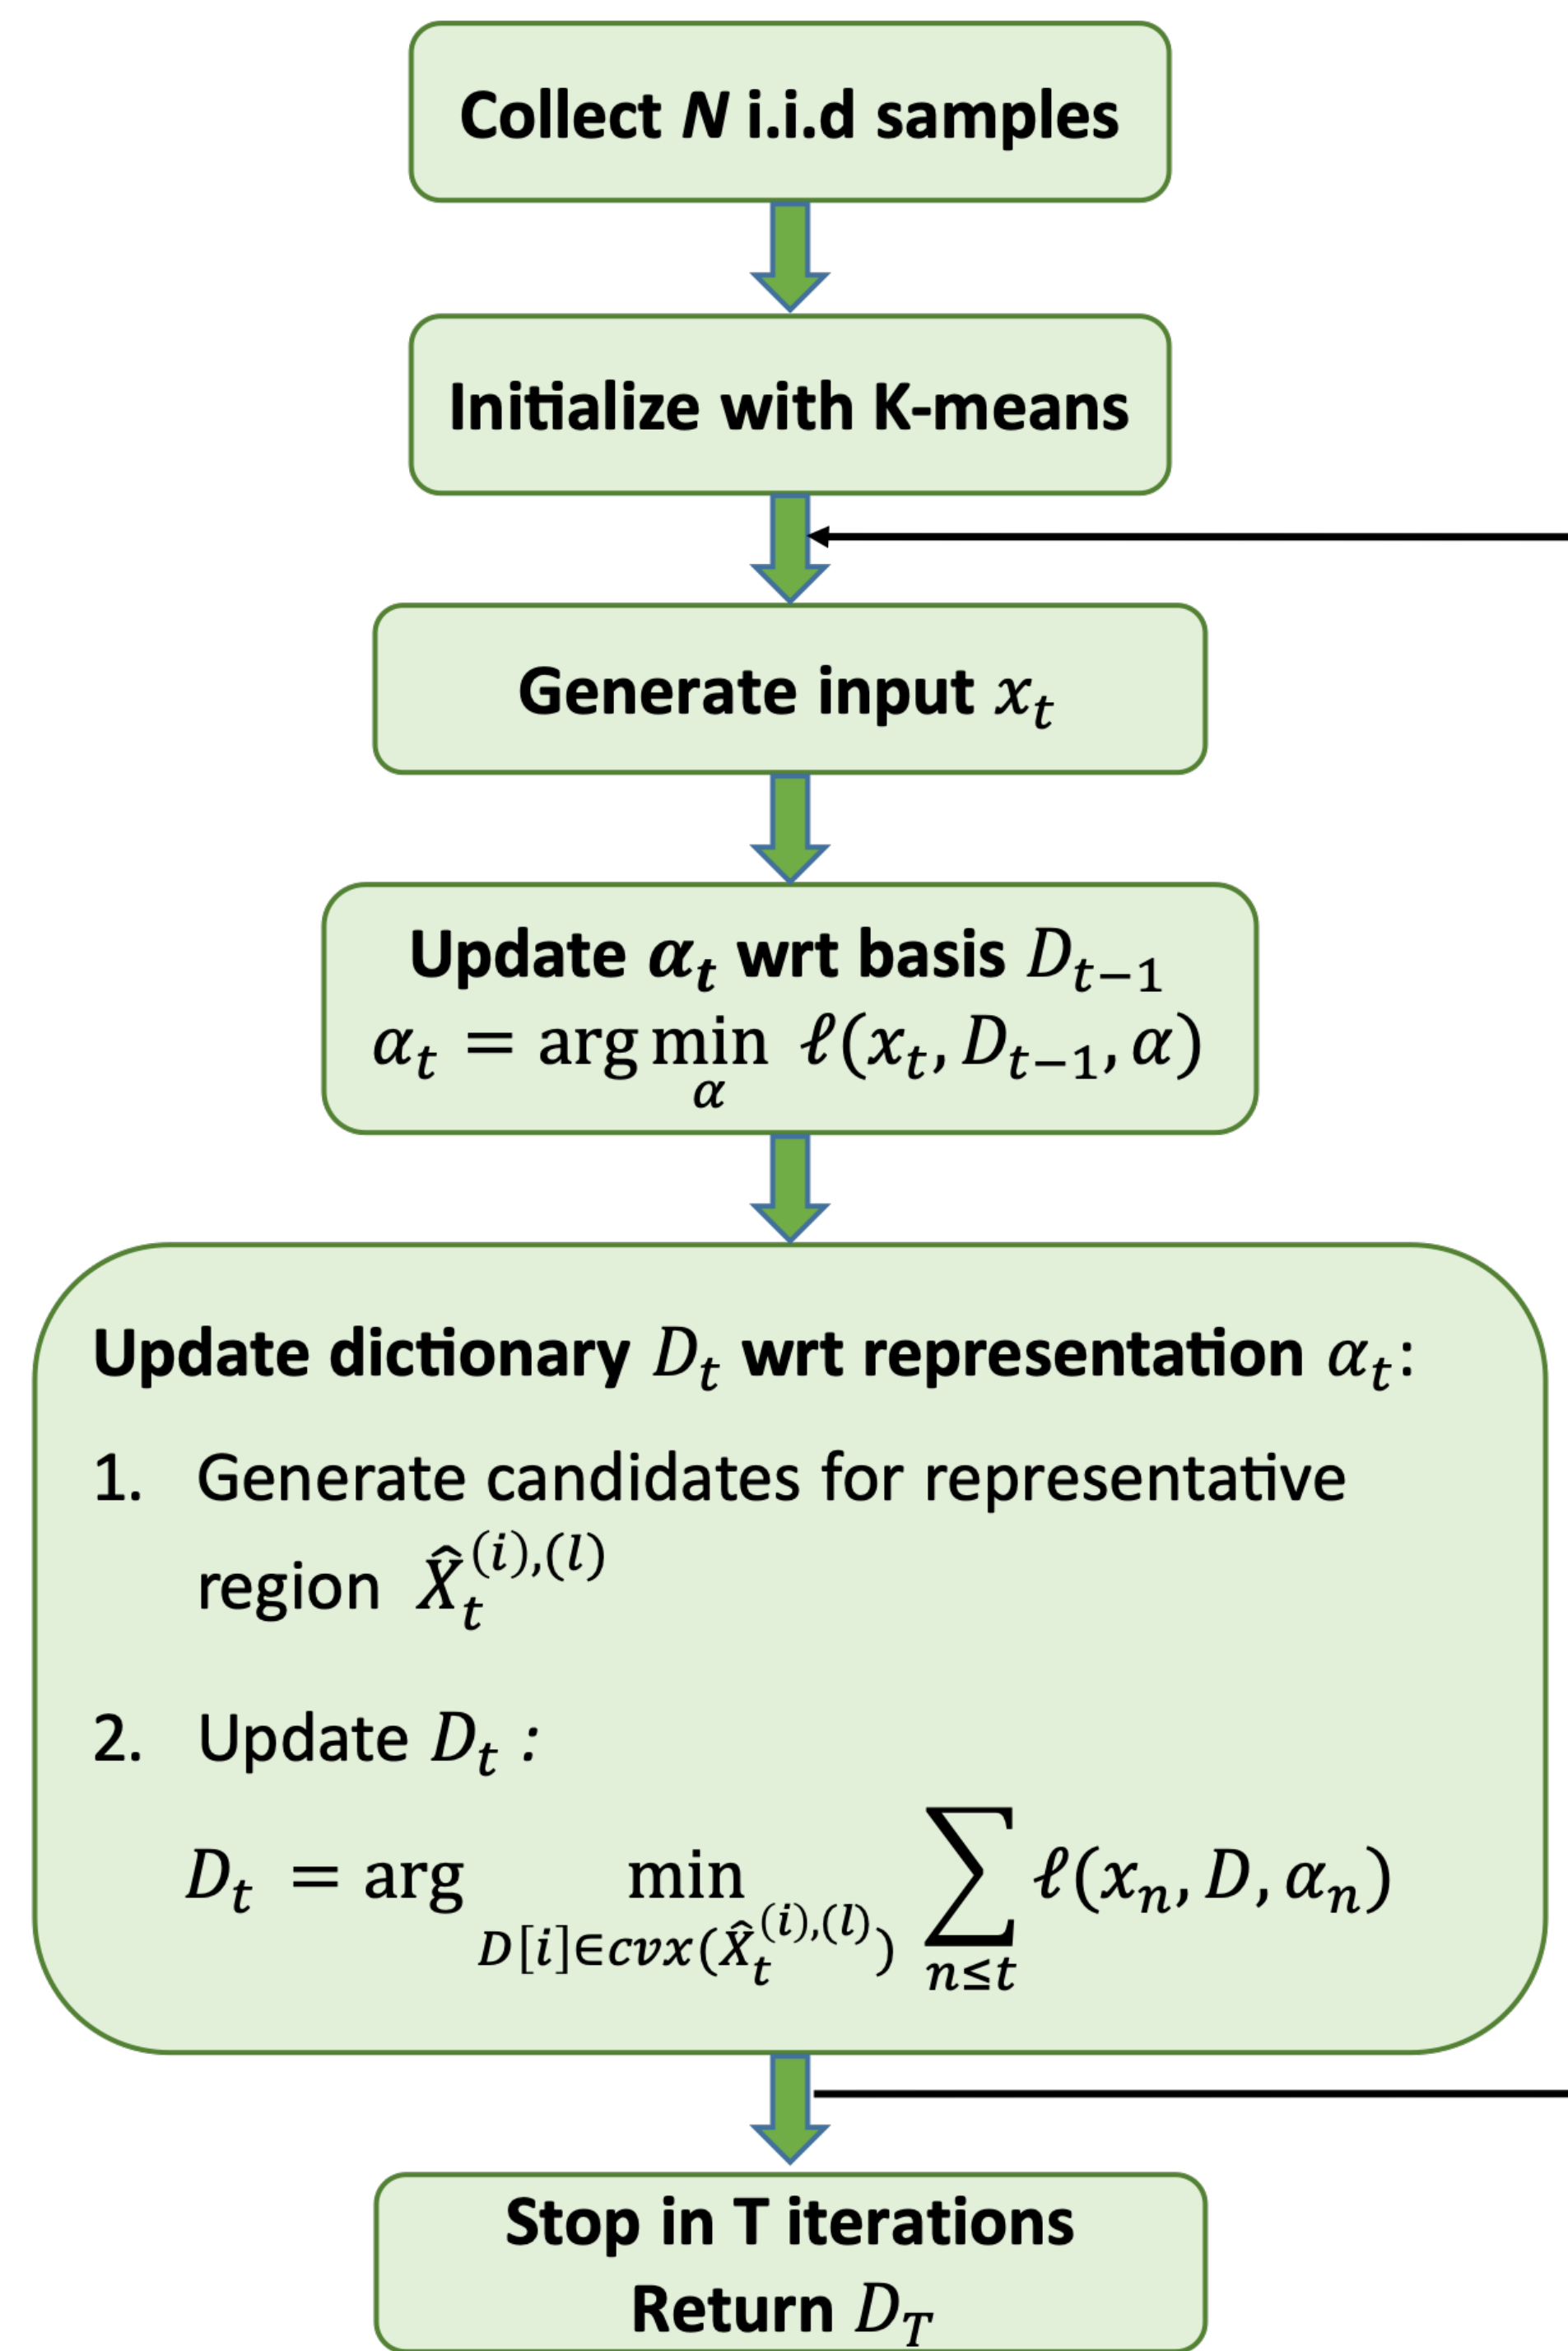 Collect N i.i.d samples
Initialize with K-means
Generate input x_t
Update α_t wrt basis D_{t−1}
α_t = arg min_α ℓ(x_t, D_{t−1}, α)
Update dictionary D_t wrt representation α_t:
1. Generate candidates for representative
region X̂_t^{(i),(l)}
2. Update D_t :
D_t = arg min_{D[i]∈cvx(X̂_t^{(i),(l)})} ∑_{n≤t} ℓ(x_n, D, α_n)
Stop in T iterations
Return D_T